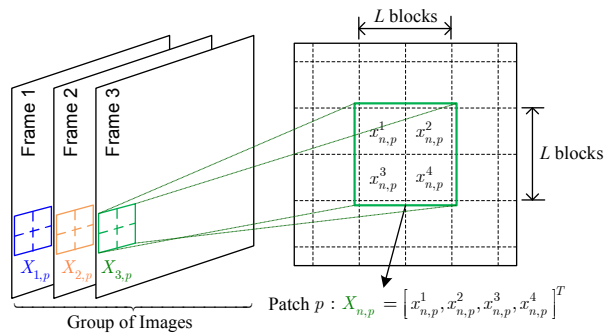 L blocks
Frame 1
Frame 2
Frame 3
x^1_{n,p} x^2_{n,p}
x^3_{n,p} x^4_{n,p}
L blocks
X_{1,p} X_{2,p} X_{3,p}
Group of Images
Patch p : X_{n,p} = [x^1_{n,p}, x^2_{n,p}, x^3_{n,p}, x^4_{n,p}]^T